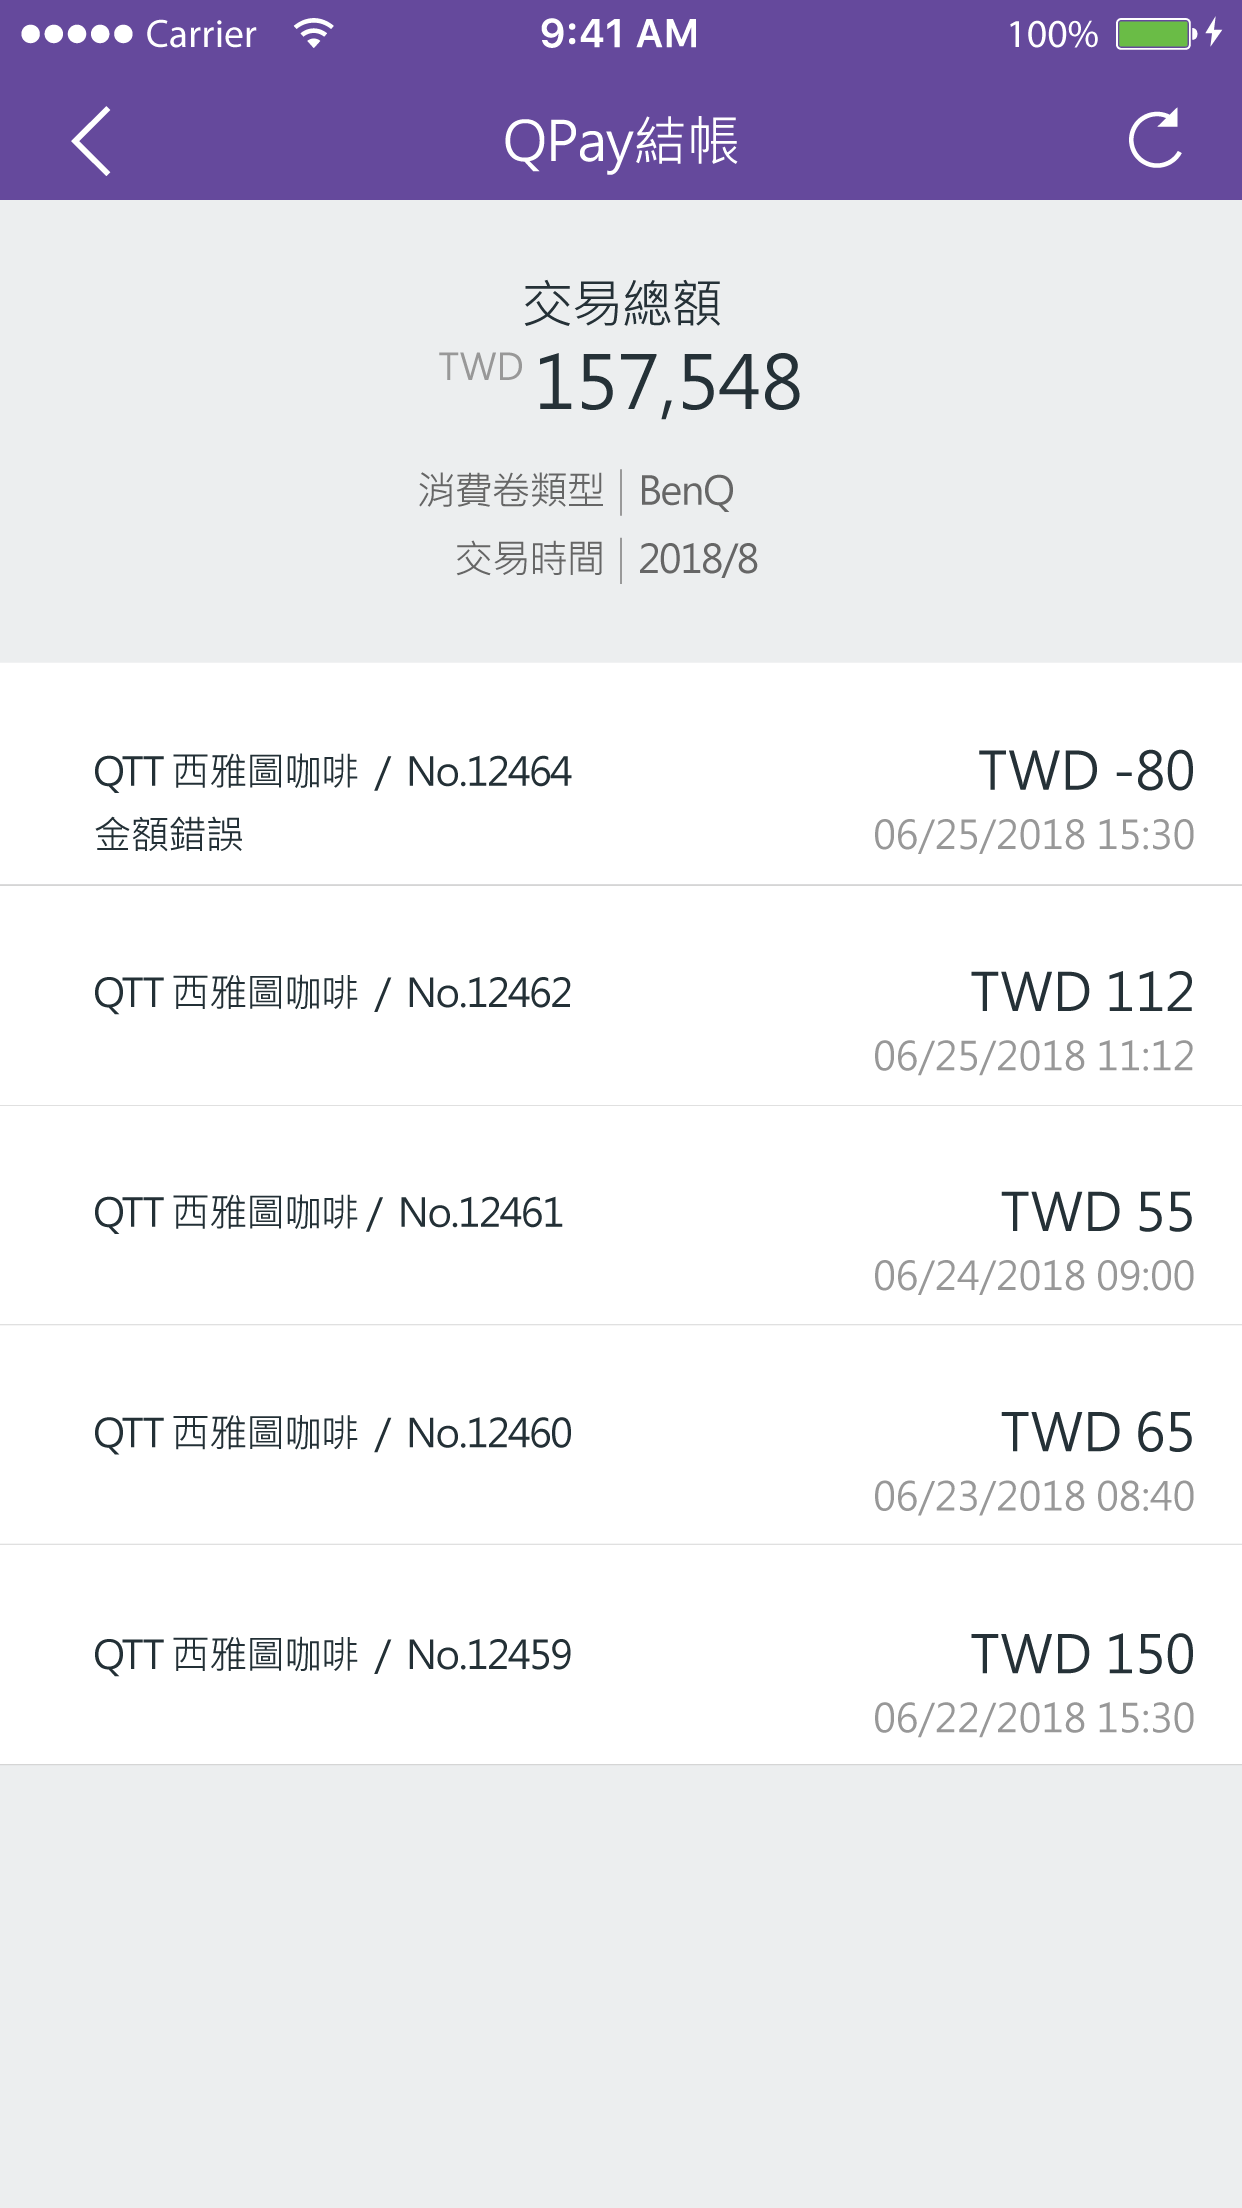 Carrier 9:41 AM 100%
QPay結帳
交易總額
TWD 157,548
消費卷類型 | BenQ
交易時間 | 2018/8
QTT 西雅圖咖啡 / No.12464 TWD -80
金額錯誤 06/25/2018 15:30
QTT 西雅圖咖啡 / No.12462 TWD 112
06/25/2018 11:12
QTT 西雅圖咖啡 / No.12461 TWD 55
06/24/2018 09:00
QTT 西雅圖咖啡 / No.12460 TWD 65
06/23/2018 08:40
QTT 西雅圖咖啡 / No.12459 TWD 150
06/22/2018 15:30